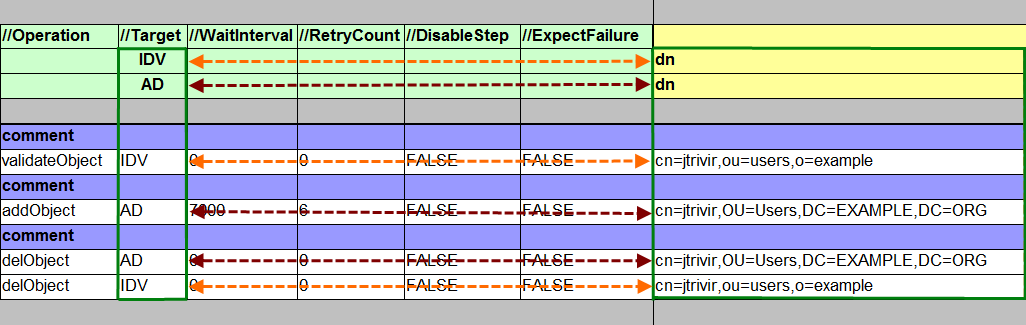 //Operation //Target //WaitInterval //RetryCount //DisableStep //ExpectFailure
IDV dn
AD dn
comment
validateObject IDV 0 0 FALSE FALSE cn=jtrivir,ou=users,o=example
comment
addObject AD 7000 6 FALSE FALSE cn=jtrivir,OU=Users,DC=EXAMPLE,DC=ORG
comment
delObject AD 0 0 FALSE FALSE cn=jtrivir,OU=Users,DC=EXAMPLE,DC=ORG
delObject IDV 0 0 FALSE FALSE cn=jtrivir,ou=users,o=example